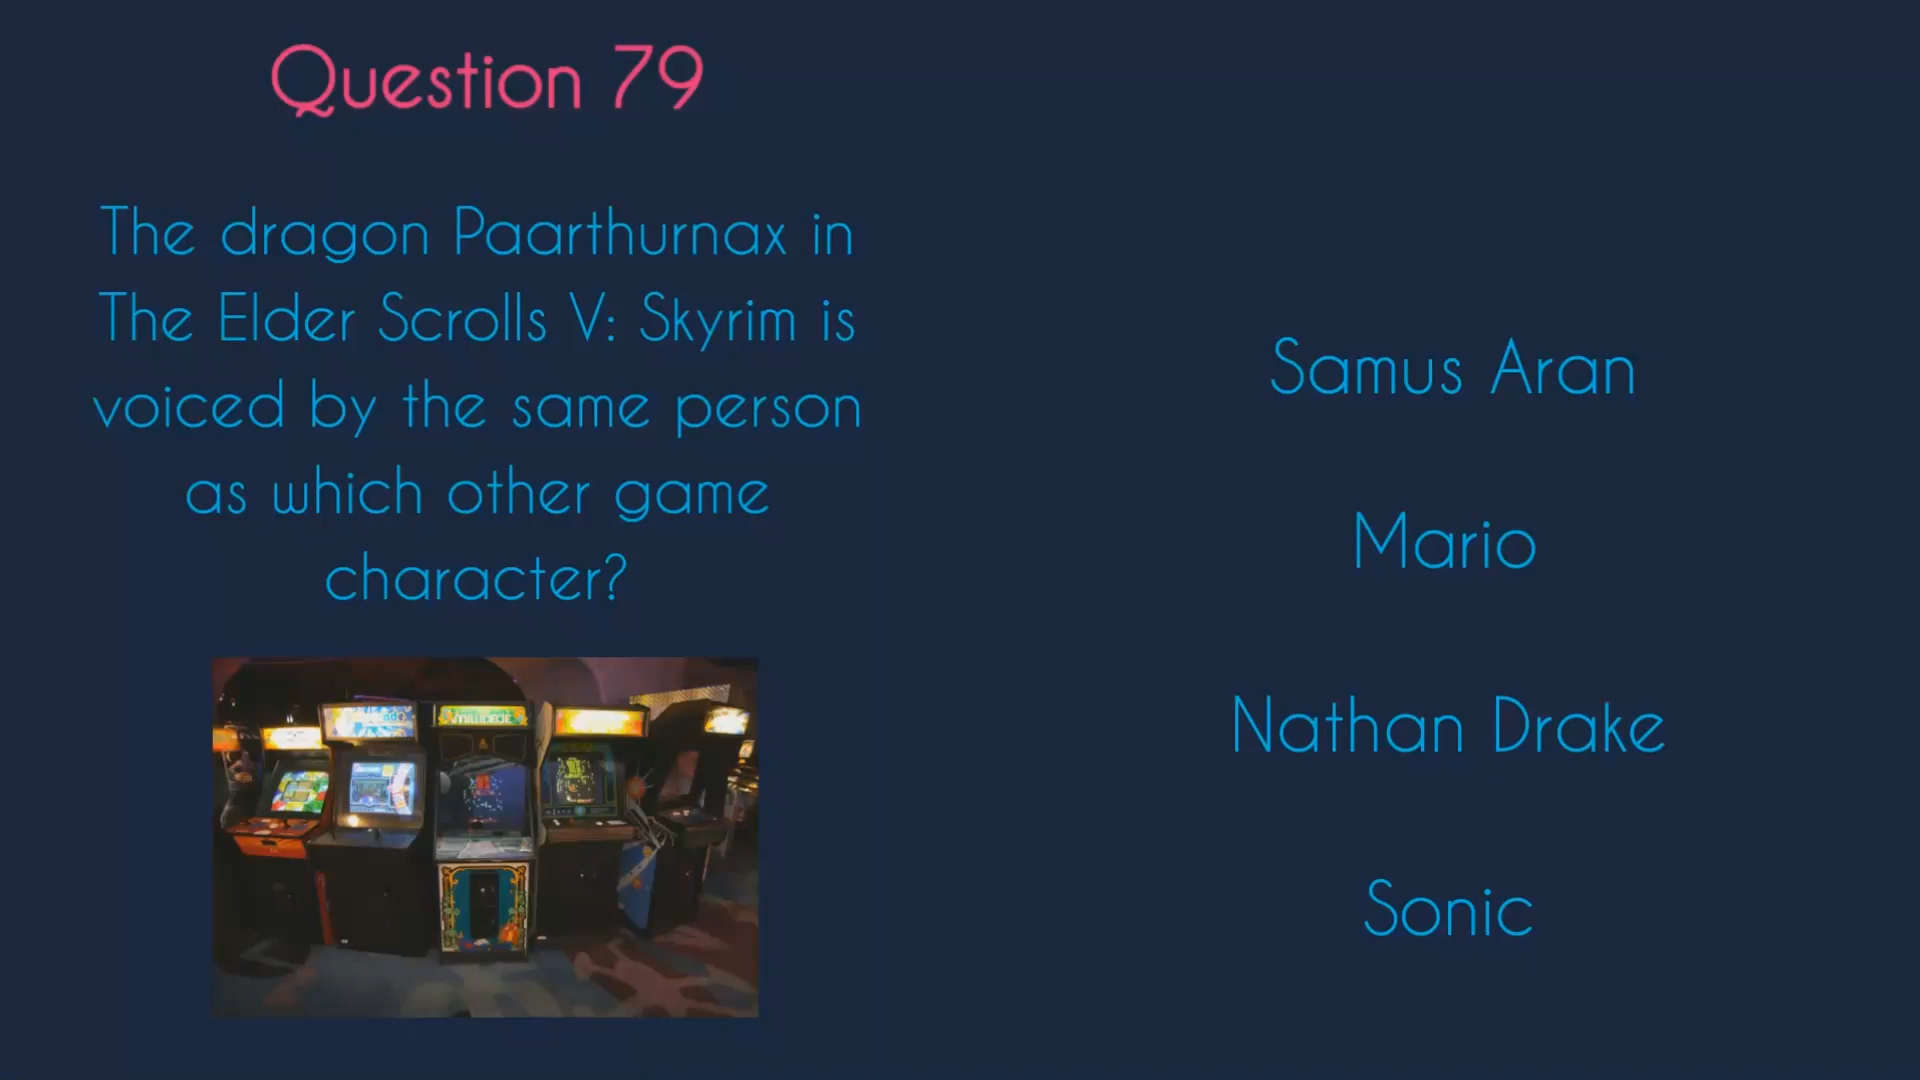 Question 79
The dragon Paarthurnax in
The Elder Scrolls V: Skyrim is
voiced by the same person
as which other game
character?
Samus Aran
Mario
Nathan Drake
Sonic
MILLIPEDE